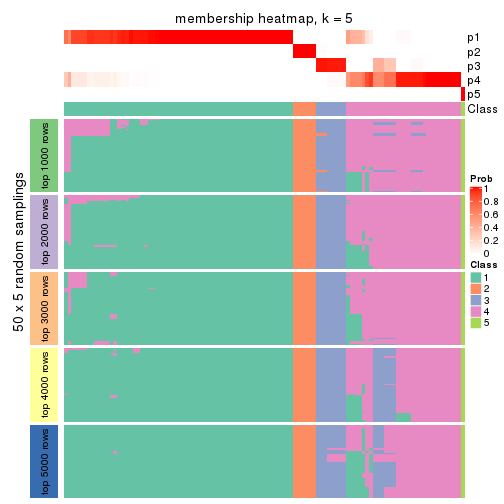 membership heatmap, k = 5
p1
p2
p3
p4
p5
Class
50 x 5 random samplings
top 1000 rows
top 2000 rows
top 3000 rows
top 4000 rows
top 5000 rows
Prob
1
0.8
0.6
0.4
0.2
0
Class
1
2
3
4
5